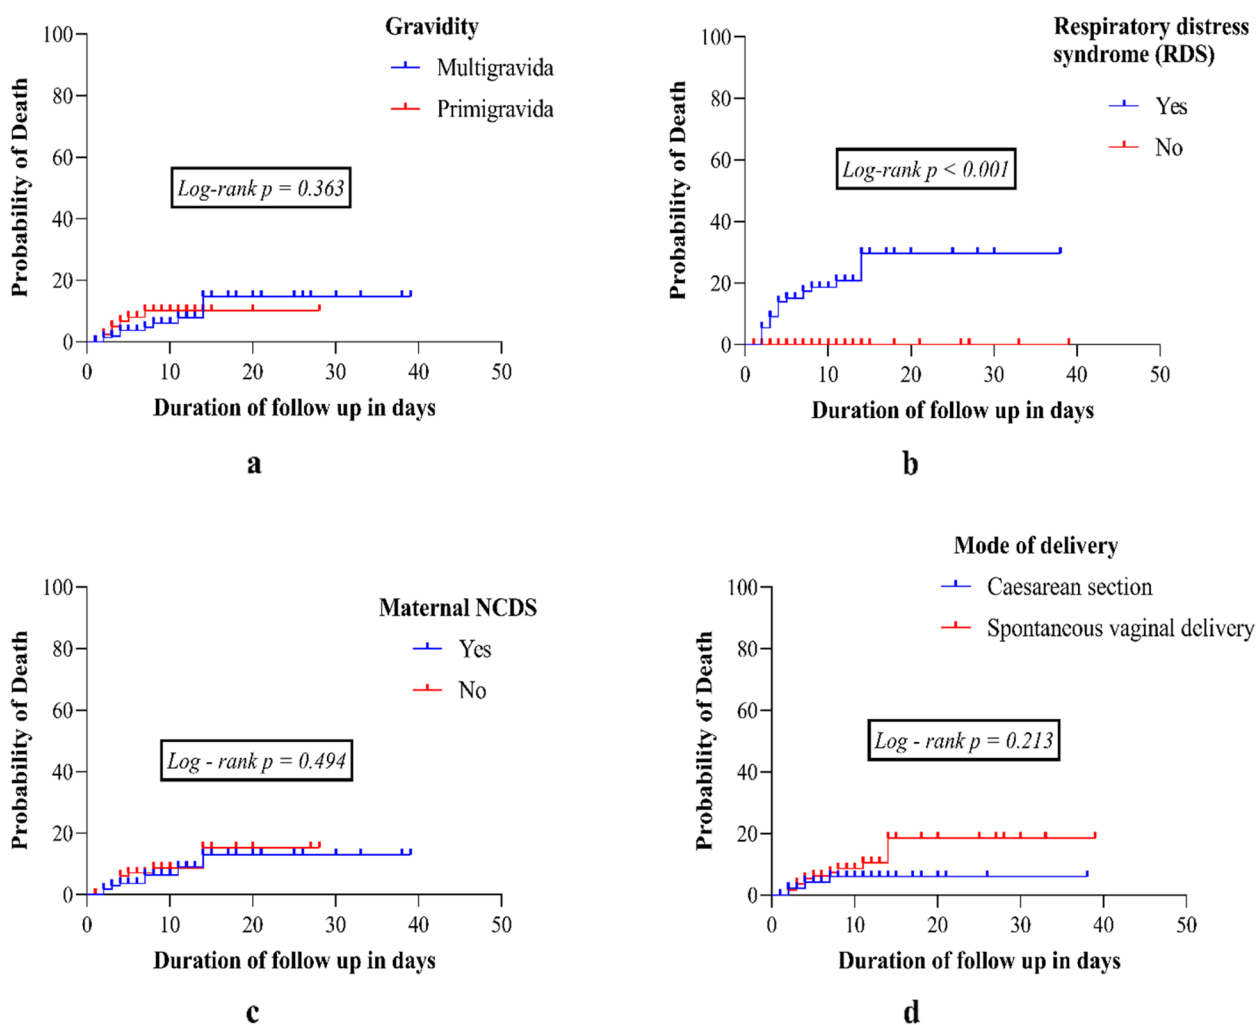 Gravidity
Multigravida
Primigravida
Log-rank p = 0.363
Probability of Death
100
80
60
40
20
0
0 10 20 30 40 50
Duration of follow up in days
a
Respiratory distress
syndrome (RDS)
Yes
No
Log-rank p < 0.001
Probability of Death
100
80
60
40
20
0
0 10 20 30 40 50
Duration of follow up in days
b
Maternal NCDS
Yes
No
Log - rank p = 0.494
Probability of Death
100
80
60
40
20
0
0 10 20 30 40 50
Duration of follow up in days
c
Mode of delivery
Caesarean section
Spontaneous vaginal delivery
Log - rank p = 0.213
Probability of Death
100
80
60
40
20
0
0 10 20 30 40 50
Duration of follow up in days
d